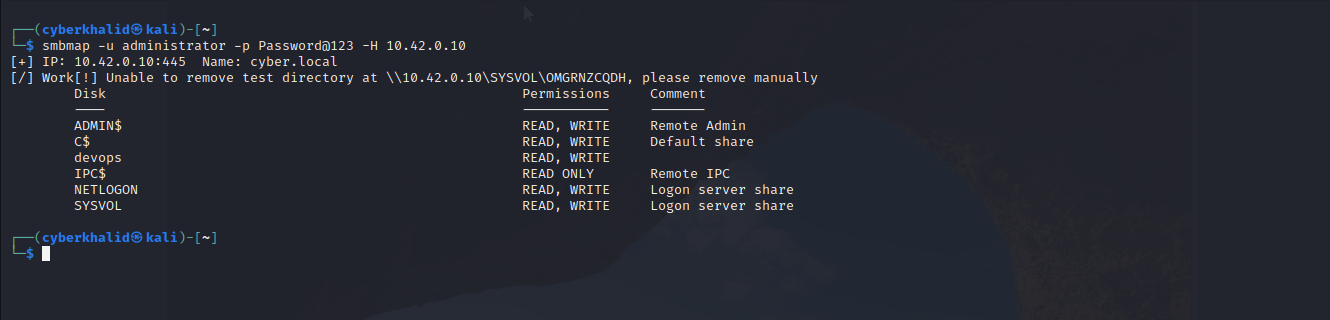 ┌──(cyberkhalid㉿kali)-[~]
└─$ smbmap -u administrator -p Password@123 -H 10.42.0.10
[+] IP: 10.42.0.10:445  Name: cyber.local
[/] Work[!] Unable to remove test directory at \\10.42.0.10\SYSVOL\OMGRNZCQDH, please remove manually
        Disk                                                    Permissions     Comment
        ----                                                    -----------     -------
        ADMIN$                                                  READ, WRITE     Remote Admin
        C$                                                      READ, WRITE     Default share
        devops                                                  READ, WRITE
        IPC$                                                    READ ONLY       Remote IPC
        NETLOGON                                                READ, WRITE     Logon server share
        SYSVOL                                                  READ, WRITE     Logon server share
┌──(cyberkhalid㉿kali)-[~]
└─$